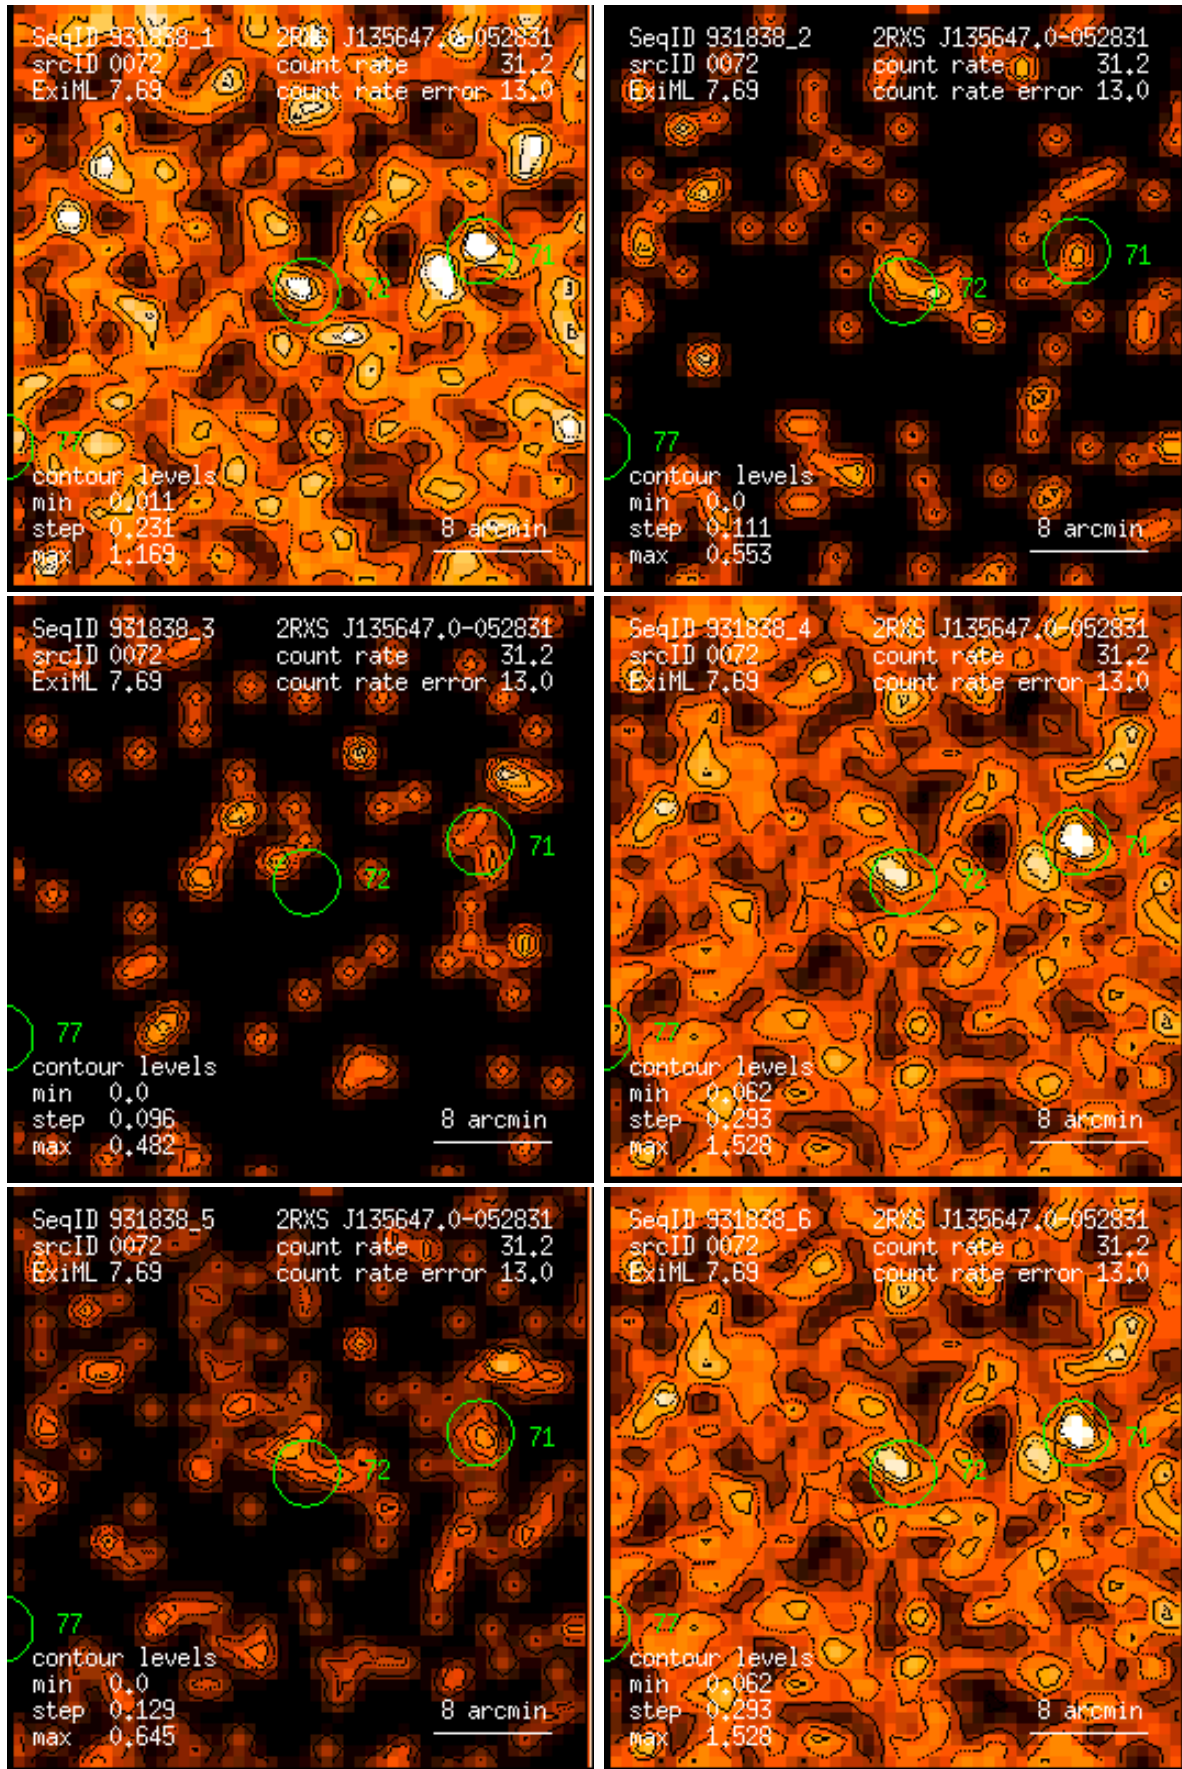 SeqID 931838_1 2RXS J135647.0-052831
srcID 0072 count rate 31.2
ExiML 7.69 count rate error 13.0
71
72
77
contour levels
min 0.011
step 0.231 8 arcmin
max 1.169
SeqID 931838_2 2RXS J135647.0-052831
srcID 0072 count rate 31.2
ExiML 7.69 count rate error 13.0
71
72
77
contour levels
min 0.0
step 0.111 8 arcmin
max 0.553
SeqID 931838_3 2RXS J135647.0-052831
srcID 0072 count rate 31.2
ExiML 7.69 count rate error 13.0
71
72
77
contour levels
min 0.0
step 0.096 8 arcmin
max 0.482
SeqID 931838_4 2RXS J135647.0-052831
srcID 0072 count rate 31.2
ExiML 7.69 count rate error 13.0
71
72
77
contour levels
min 0.062
step 0.293 8 arcmin
max 1.528
SeqID 931838_5 2RXS J135647.0-052831
srcID 0072 count rate 31.2
ExiML 7.69 count rate error 13.0
71
72
77
contour levels
min 0.0
step 0.129 8 arcmin
max 0.645
SeqID 931838_6 2RXS J135647.0-052831
srcID 0072 count rate 31.2
ExiML 7.69 count rate error 13.0
71
72
77
contour levels
min 0.062
step 0.293 8 arcmin
max 1.528